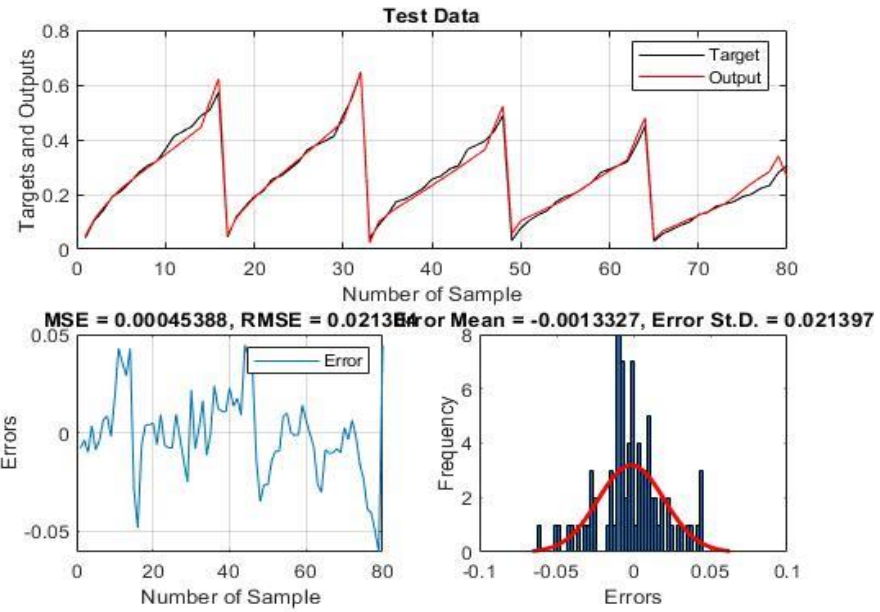 Test Data
0.8
0.6
0.4
0.2
0
Targets and Outputs
Target
Output
0 10 20 30 40 50 60 70 80
Number of Sample
MSE = 0.00045388, RMSE = 0.021304
Error Mean = -0.0013327, Error St.D. = 0.021397
0.05
0
-0.05
Errors
Error
0 20 40 60 80
Number of Sample
8
6
4
2
0
Frequency
-0.1 -0.05 0 0.05 0.1
Errors